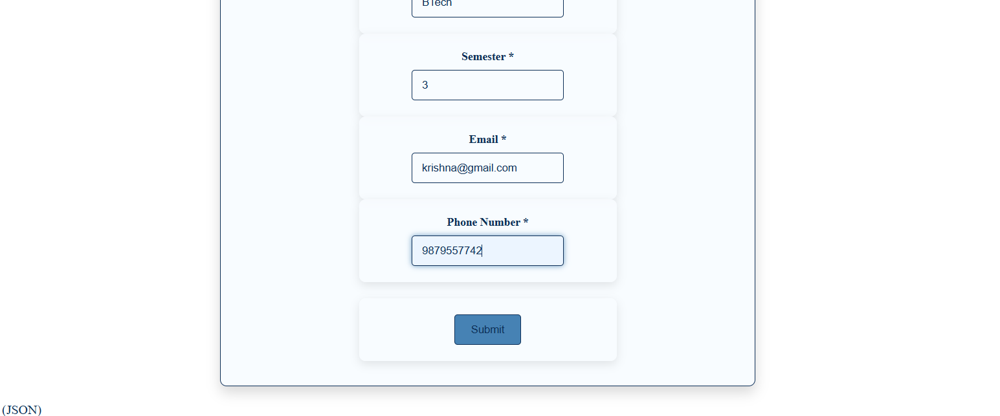 BTech
Semester *
3
Email *
krishna@gmail.com
Phone Number *
9879557742
Submit
(JSON)